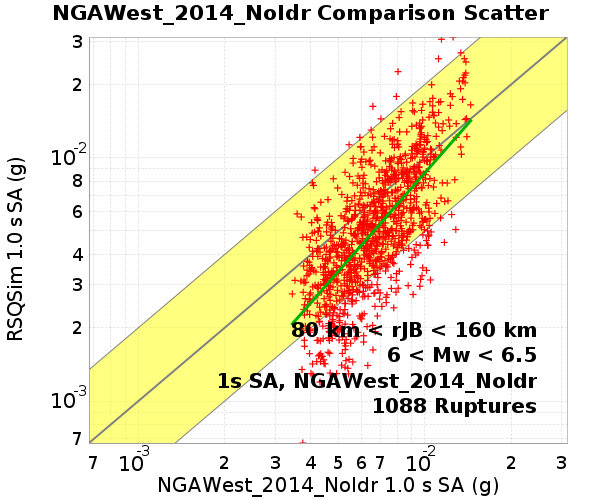 NGAWest_2014_NoIdr Comparison Scatter
3
2
10-2
8
6
4
3
2
10-3
7
RSQSim 1.0 s SA (g)
80 km < rJB < 160 km
6 < Mw < 6.5
1s SA, NGAWest_2014_NoIdr
1088 Ruptures
7 10-3 2 3 4 5 6 7 10-2 2 3
NGAWest_2014_NoIdr 1.0 s SA (g)